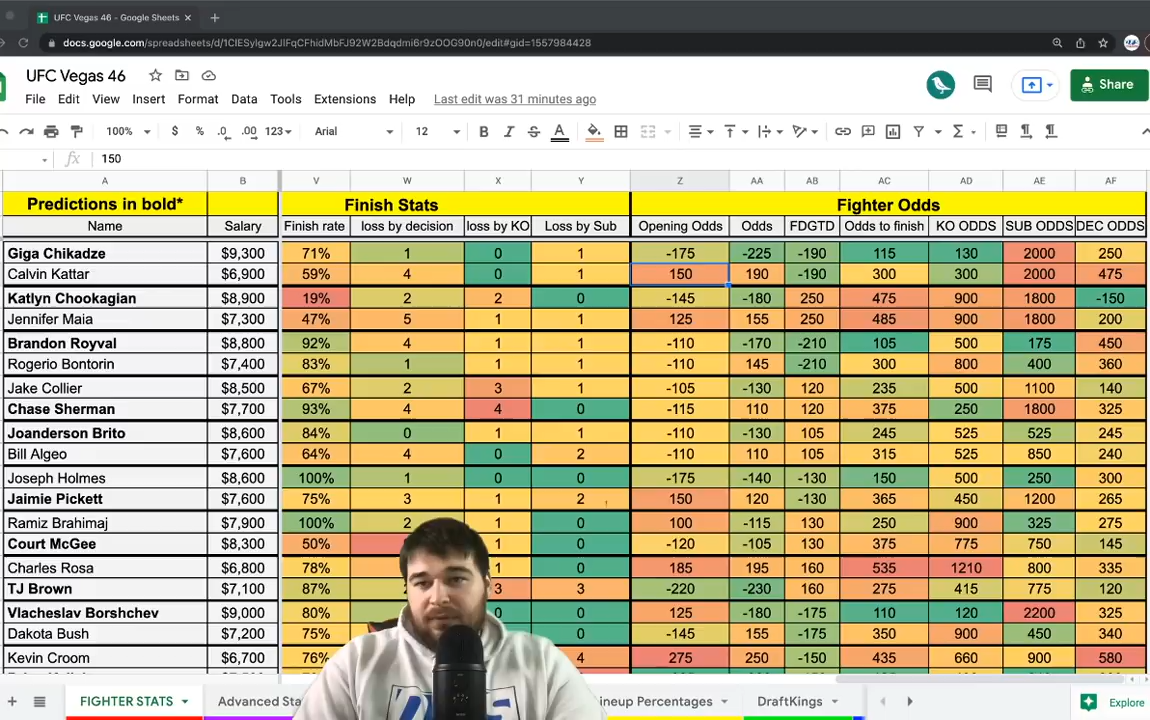 UFC Vegas 46 - Google Sheets
docs.google.com/spreadsheets/d/1ClESylgw2JlFqCFhidMbFJ92W2Bdqdmi6r9zOOG90n0/edit#gid=1557984428
UFC Vegas 46
File Edit View Insert Format Data Tools Extensions Help Last edit was 31 minutes ago Share
100% $ % .0 .00 123 Arial 12 B I S A
fx 150
A B V W X Y Z AA AB AC AD AE AF
Predictions in bold* Finish Stats Fighter Odds
Name Salary Finish rate loss by decision loss by KO Loss by Sub Opening Odds Odds FDGTD Odds to finish KO ODDS SUB ODDS DEC ODDS
Giga Chikadze $9,300 71% 1 0 1 -175 -225 -190 115 130 2000 250
Calvin Kattar $6,900 59% 4 0 1 150 190 -190 300 300 2000 475
Katlyn Chookagian $8,900 19% 2 2 0 -145 -180 250 475 900 1800 -150
Jennifer Maia $7,300 47% 5 1 1 125 155 250 485 900 1800 200
Brandon Royval $8,800 92% 4 1 1 -110 -170 -210 105 500 175 450
Rogerio Bontorin $7,400 83% 1 1 1 -110 145 -210 300 800 400 360
Jake Collier $8,500 67% 2 3 1 -105 -130 120 235 500 1100 140
Chase Sherman $7,700 93% 4 4 0 -115 110 120 375 250 1800 325
Joanderson Brito $8,600 84% 0 1 1 -110 -130 105 245 525 525 245
Bill Algeo $7,600 64% 4 0 2 -110 110 105 315 525 850 240
Joseph Holmes $8,600 100% 1 0 0 -175 -140 -130 150 500 250 300
Jaimie Pickett $7,600 75% 3 1 2 150 120 -130 365 450 1200 265
Ramiz Brahimaj $7,900 100% 2 1 0 100 -115 130 250 900 325 275
Court McGee $8,300 50% 1 0 -120 -105 130 375 775 750 145
Charles Rosa $6,800 78% 1 0 185 195 160 535 1210 800 335
TJ Brown $7,100 87% 3 3 -220 -230 160 275 415 775 120
Vlacheslav Borshchev $9,000 80% 0 0 125 -180 -175 110 120 2200 325
Dakota Bush $7,200 75% 0 -145 155 -175 350 900 450 340
Kevin Croom $6,700 76% 4 275 250 -150 435 660 900 580
FIGHTER STATS Advanced Sta ineup Percentages DraftKings Explore